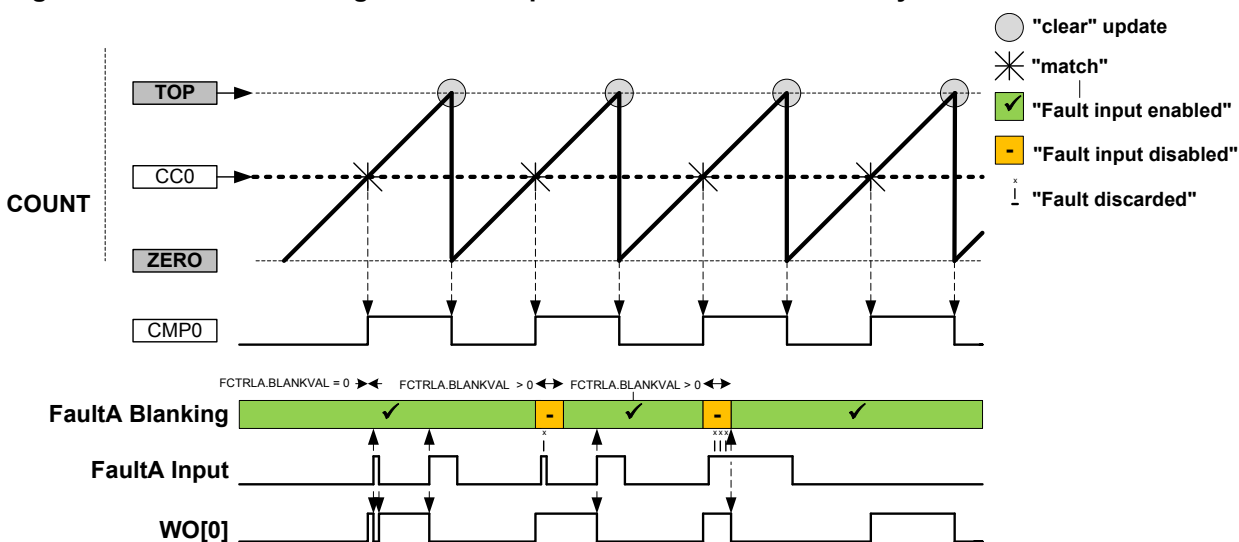 "clear" update
"match"
TOP
"Fault input enabled"
"Fault input disabled"
-
CC0
x
"Fault discarded"
COUNT
ZERO
CMP0
FCTRLA.BLANKVAL = 0
FCTRLA.BLANKVAL > 0
FCTRLA.BLANKVAL > 0
FaultA Blanking
-
-
x
x x x
FaultA Input
WO[0]